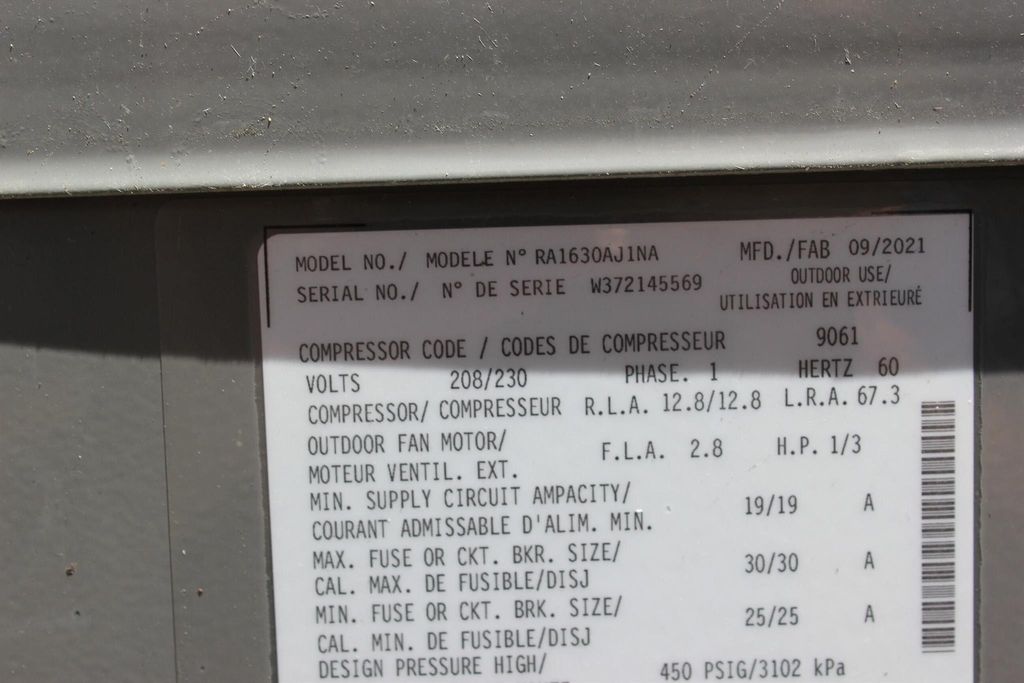 MODEL NO./ MODELE N° RA1630AJ1NA MFD./FAB 09/2021
SERIAL NO./ N° DE SERIE W372145569 OUTDOOR USE/
UTILISATION EN EXTRIEURÉ
COMPRESSOR CODE / CODES DE COMPRESSEUR 9061
VOLTS 208/230 PHASE. 1 HERTZ 60
COMPRESSOR/ COMPRESSEUR R.L.A. 12.8/12.8 L.R.A. 67.3
OUTDOOR FAN MOTOR/ F.L.A. 2.8 H.P. 1/3
MOTEUR VENTIL. EXT.
MIN. SUPPLY CIRCUIT AMPACITY/ 19/19 A
COURANT ADMISSABLE D'ALIM. MIN.
MAX. FUSE OR CKT. BKR. SIZE/ 30/30 A
CAL. MAX. DE FUSIBLE/DISJ
MIN. FUSE OR CKT. BRK. SIZE/ 25/25 A
CAL. MIN. DE FUSIBLE/DISJ
DESIGN PRESSURE HIGH/ 450 PSIG/3102 kPa